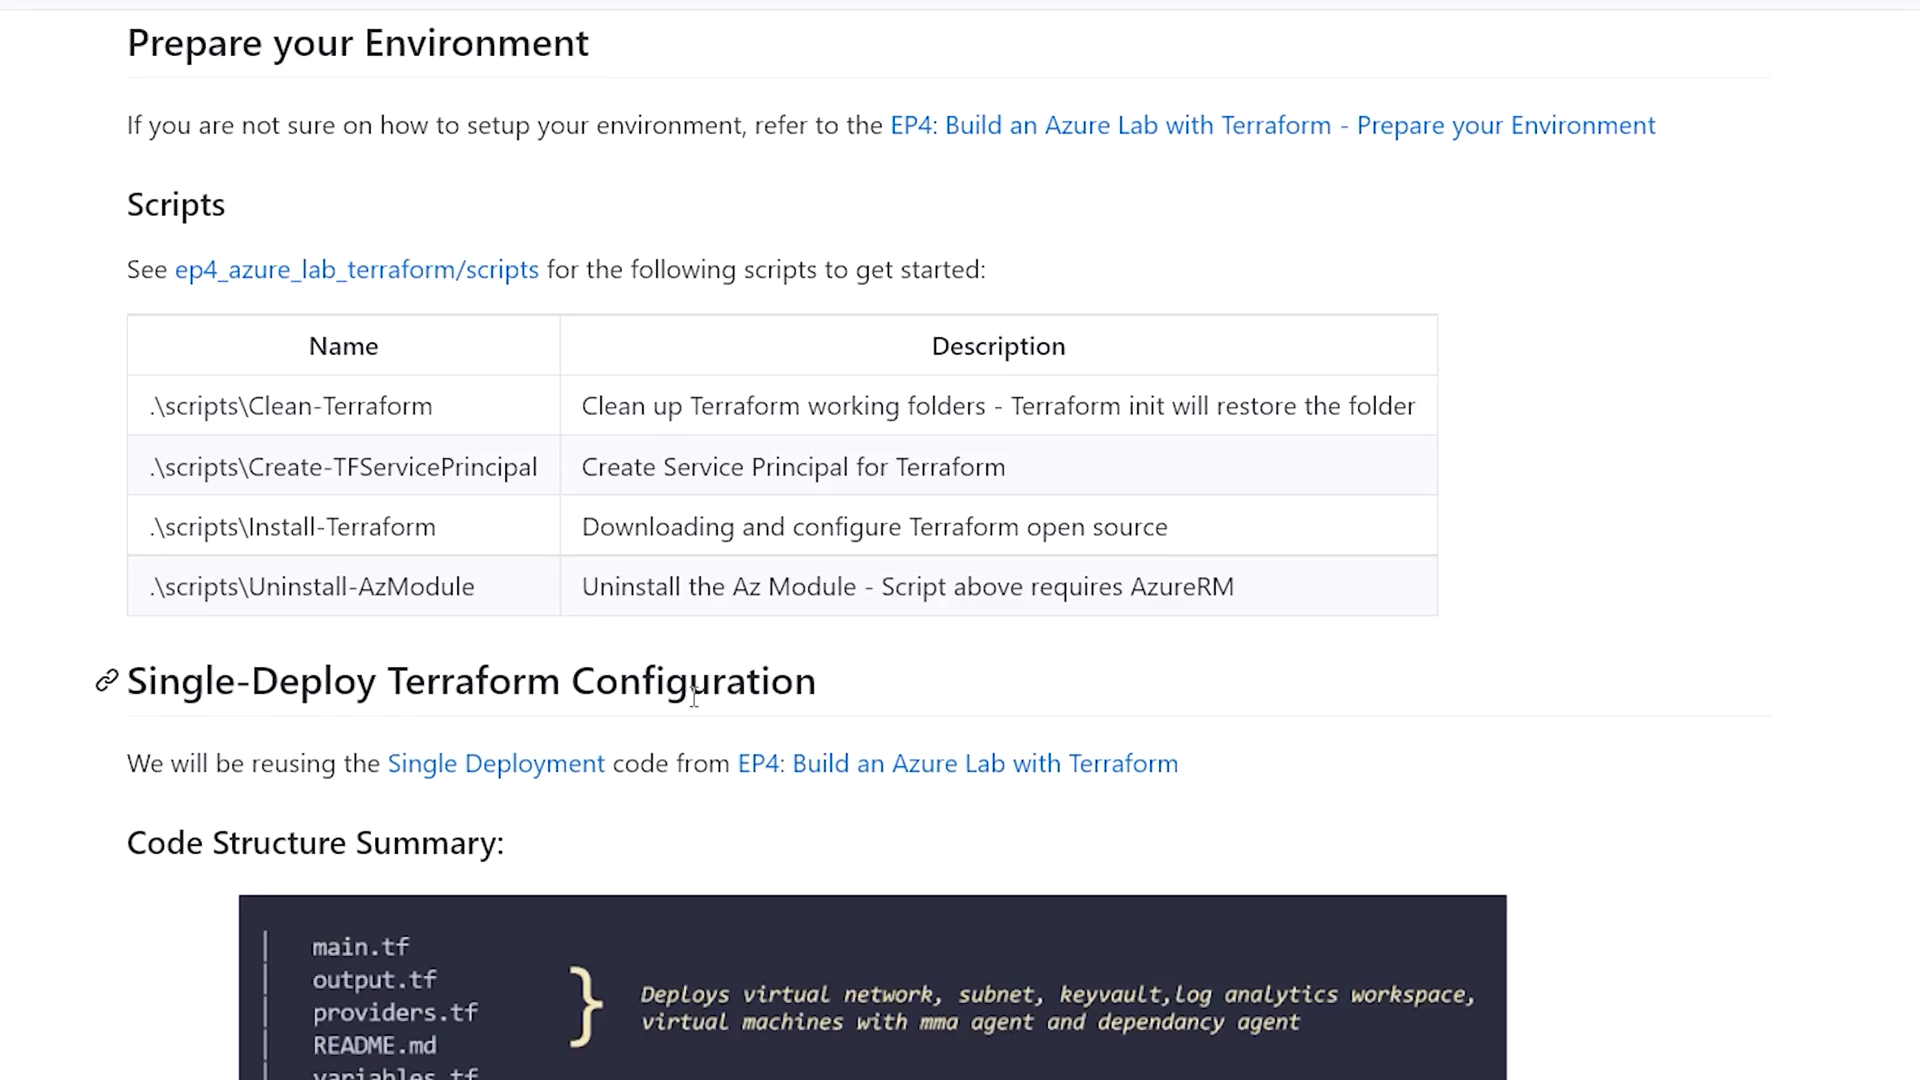 Prepare your Environment
If you are not sure on how to setup your environment, refer to the EP4: Build an Azure Lab with Terraform - Prepare your Environment
Scripts
See ep4_azure_lab_terraform/scripts for the following scripts to get started:
Name Description
.\scripts\Clean-Terraform Clean up Terraform working folders - Terraform init will restore the folder
.\scripts\Create-TFServicePrincipal Create Service Principal for Terraform
.\scripts\Install-Terraform Downloading and configure Terraform open source
.\scripts\Uninstall-AzModule Uninstall the Az Module - Script above requires AzureRM
Single-Deploy Terraform Configuration
We will be reusing the Single Deployment code from EP4: Build an Azure Lab with Terraform
Code Structure Summary:
main.tf
output.tf
providers.tf
README.md
variables.tf
Deploys virtual network, subnet, keyvault,log analytics workspace,
virtual machines with mma agent and dependancy agent